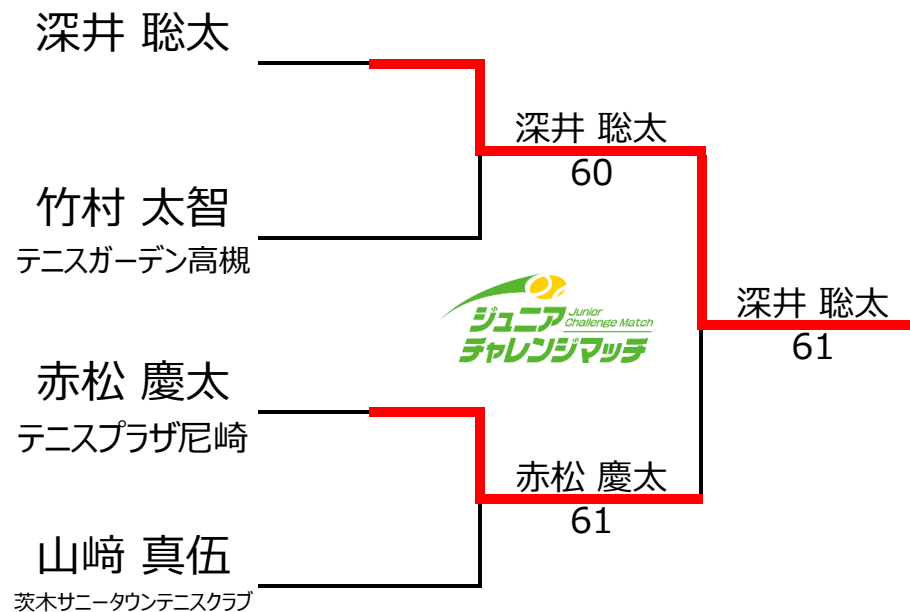 深井 聡太
深井 聡太
60
竹村 太智
テニスガーデン高槻
ジュニア
Junior
Challenge Match
チャレンジマッチ
深井 聡太
61
赤松 慶太
テニスプラザ尼崎
赤松 慶太
61
山﨑 真伍
茨木サニータウンテニスクラブ